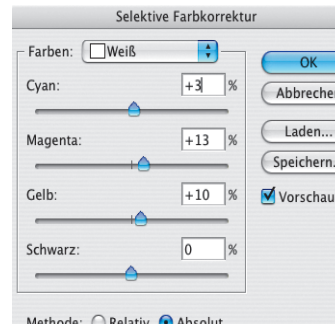 Selektive Farbkorrektur
Farben: Weiß
OK
Cyan: +3 %
Abbrechen
Magenta: +13 %
Laden...
Speichern...
Gelb: +10 %
Vorschau
Schwarz: 0 %
Methode: Relativ Absolut